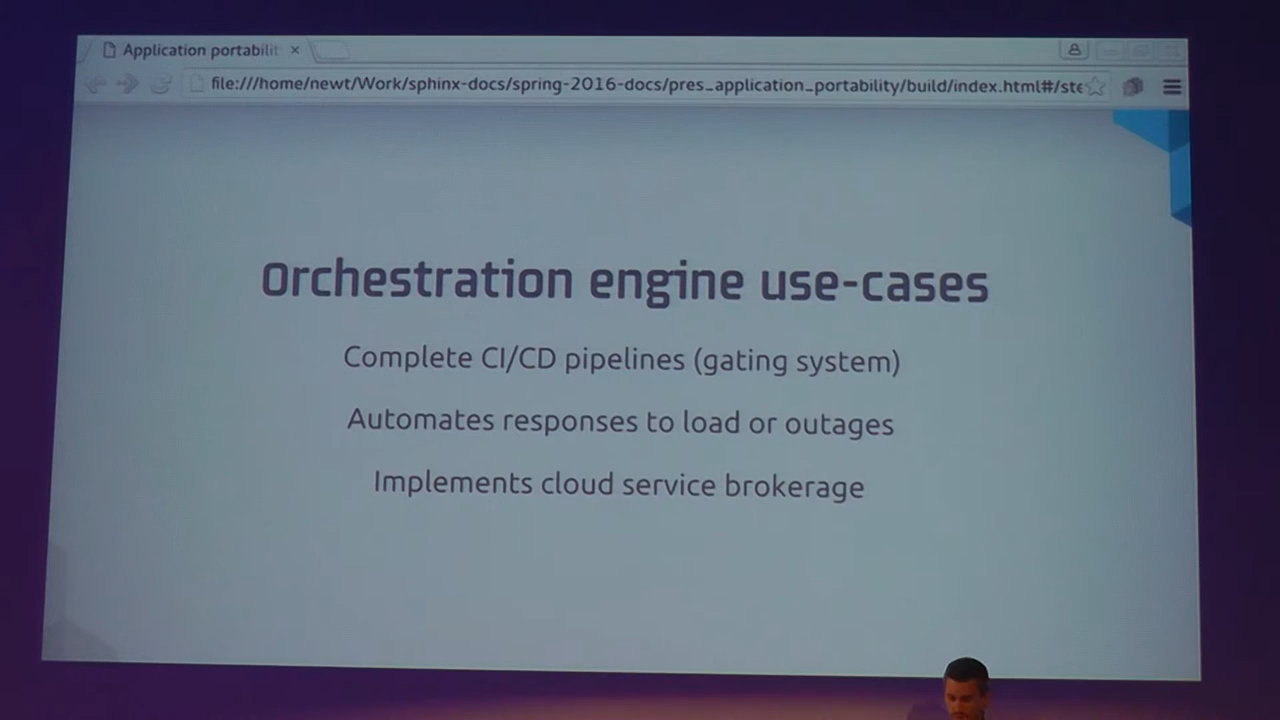 Application portabilit
file:///home/newt/Work/sphinx-docs/spring-2016-docs/pres_application_portability/build/index.html#/ste
Orchestration engine use-cases
Complete CI/CD pipelines (gating system)
Automates responses to load or outages
Implements cloud service brokerage